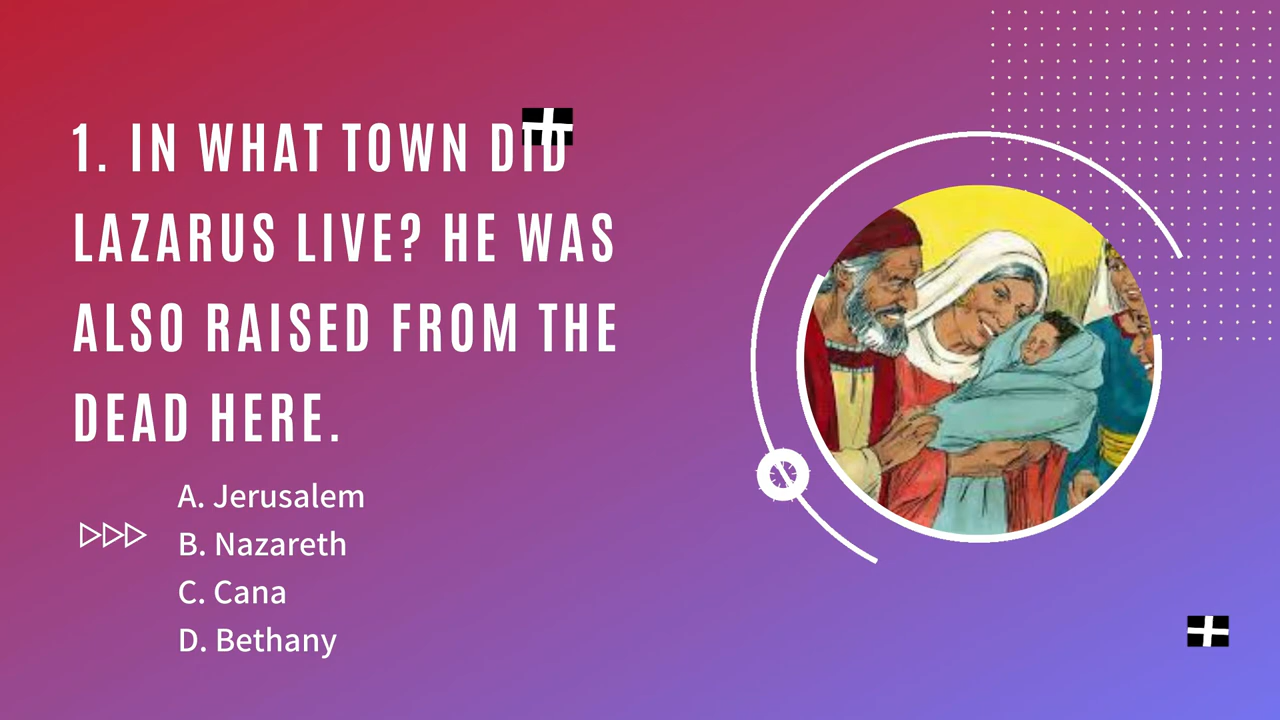 1. IN WHAT TOWN DID
LAZARUS LIVE? HE WAS
ALSO RAISED FROM THE
DEAD HERE.
A. Jerusalem
B. Nazareth
C. Cana
D. Bethany